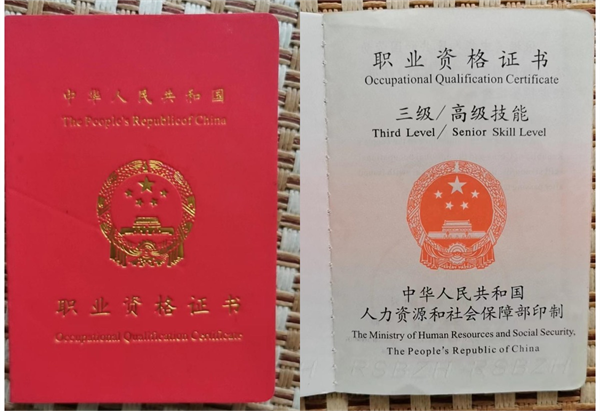 中华人民共和国
The People's Republic of China
职业资格证书
Occupational Qualification Certificate
职业资格证书
Occupational Qualification Certificate
三级/高级技能
Third Level/Senior Skill Level
中华人民共和国
人力资源和社会保障部印制
The Ministry of Human Resources and Social Security,
The People's Republic of China
RSBZH RSBZH